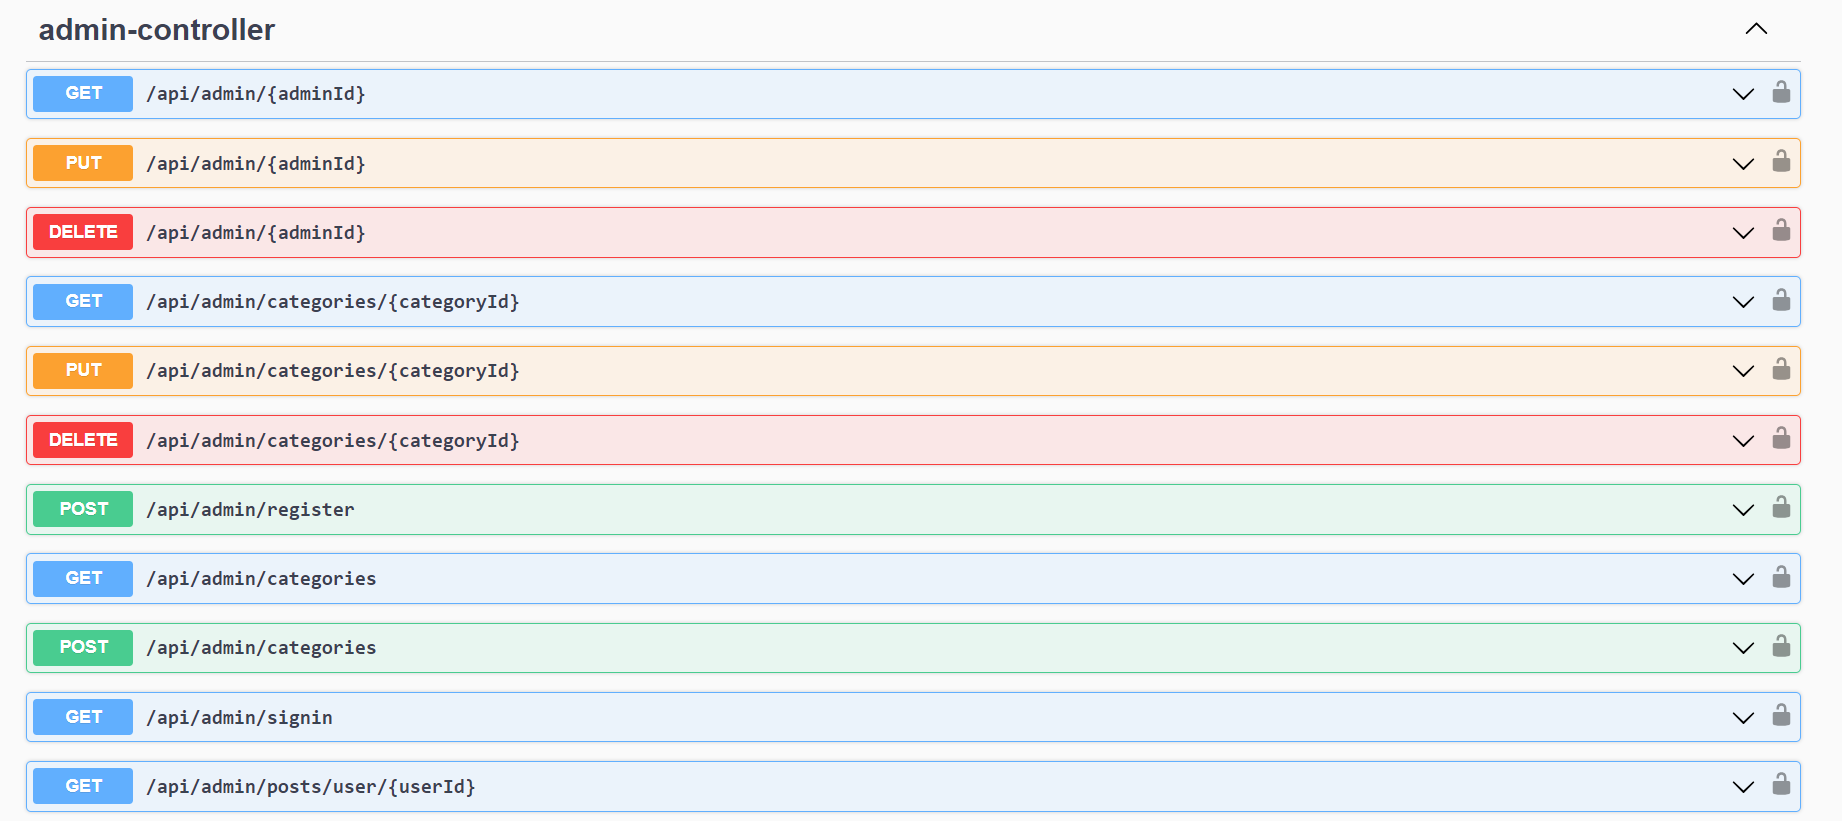 admin-controller
GET /api/admin/{adminId}
PUT /api/admin/{adminId}
DELETE /api/admin/{adminId}
GET /api/admin/categories/{categoryId}
PUT /api/admin/categories/{categoryId}
DELETE /api/admin/categories/{categoryId}
POST /api/admin/register
GET /api/admin/categories
POST /api/admin/categories
GET /api/admin/signin
GET /api/admin/posts/user/{userId}